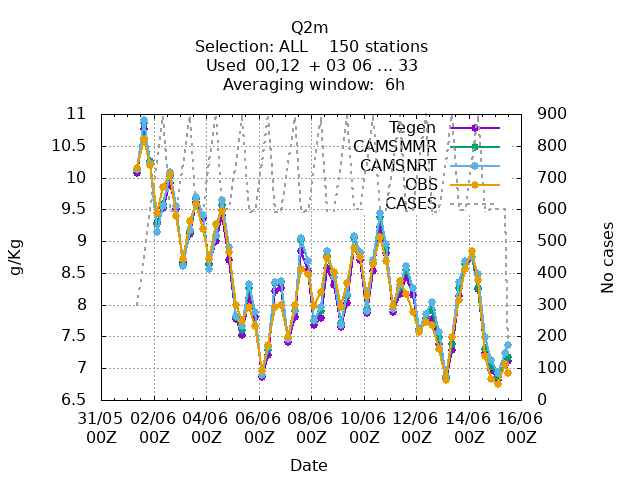 Q2m
Selection: ALL 150 stations
Used 00,12 + 03 06 ... 33
Averaging window: 6h
11
10.5
10
9.5
9
8.5
8
7.5
7
6.5
g/Kg
Tegen
CAMSMMR
CAMSNRT
OBS
CASES
900
800
700
600
500
400
300
200
100
0
No cases
31/05 02/06 04/06 06/06 08/06 10/06 12/06 14/06 16/06
00Z 00Z 00Z 00Z 00Z 00Z 00Z 00Z 00Z
Date